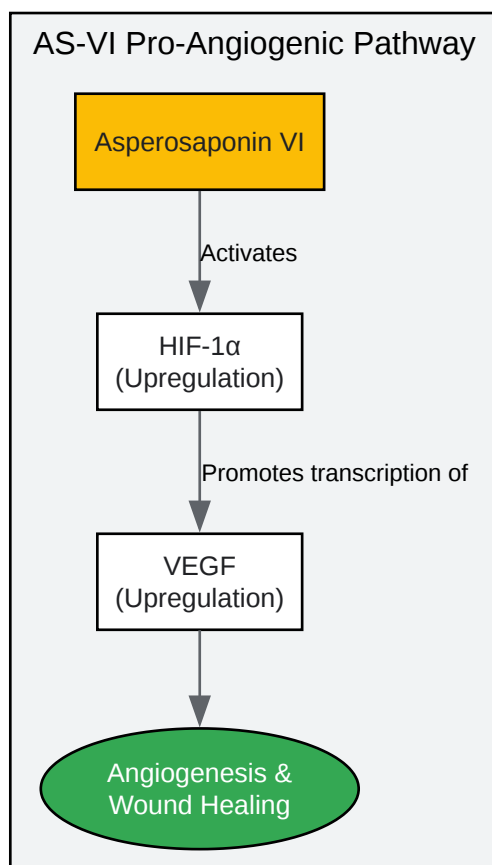 AS-VI Pro-Angiogenic Pathway
Asperosaponin VI
Activates
HIF-1α
(Upregulation)
Promotes transcription of
VEGF
(Upregulation)
Angiogenesis &
Wound Healing